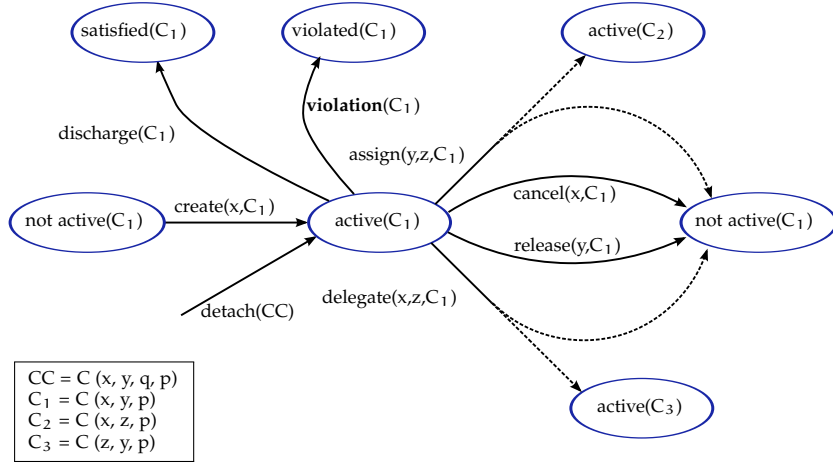 satisfied(C₁)
violated(C₁)
active(C₂)
violation(C₁)
discharge(C₁)
assign(y,z,C₁)
not active(C₁)
create(x,C₁)
active(C₁)
cancel(x,C₁)
release(y,C₁)
not active(C₁)
detach(CC)
delegate(x,z,C₁)
active(C₃)
CC = C (x, y, q, p)
C₁ = C (x, y, p)
C₂ = C (x, z, p)
C₃ = C (z, y, p)